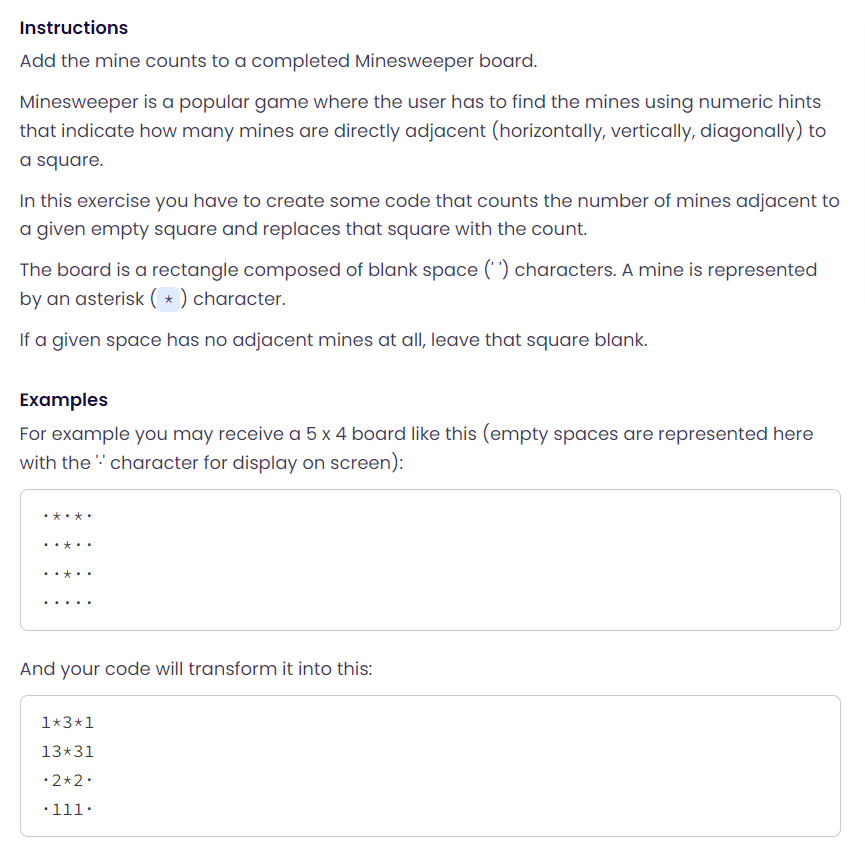 Instructions
Add the mine counts to a completed Minesweeper board.
Minesweeper is a popular game where the user has to find the mines using numeric hints
that indicate how many mines are directly adjacent (horizontally, vertically, diagonally) to
a square.
In this exercise you have to create some code that counts the number of mines adjacent to
a given empty square and replaces that square with the count.
The board is a rectangle composed of blank space (' ') characters. A mine is represented
by an asterisk ( * ) character.
If a given space has no adjacent mines at all, leave that square blank.
Examples
For example you may receive a 5 x 4 board like this (empty spaces are represented here
with the '·' character for display on screen):
·*·*·
··*··
··*··
·····
And your code will transform it into this:
1*3*1
13*31
·2*2·
·111·